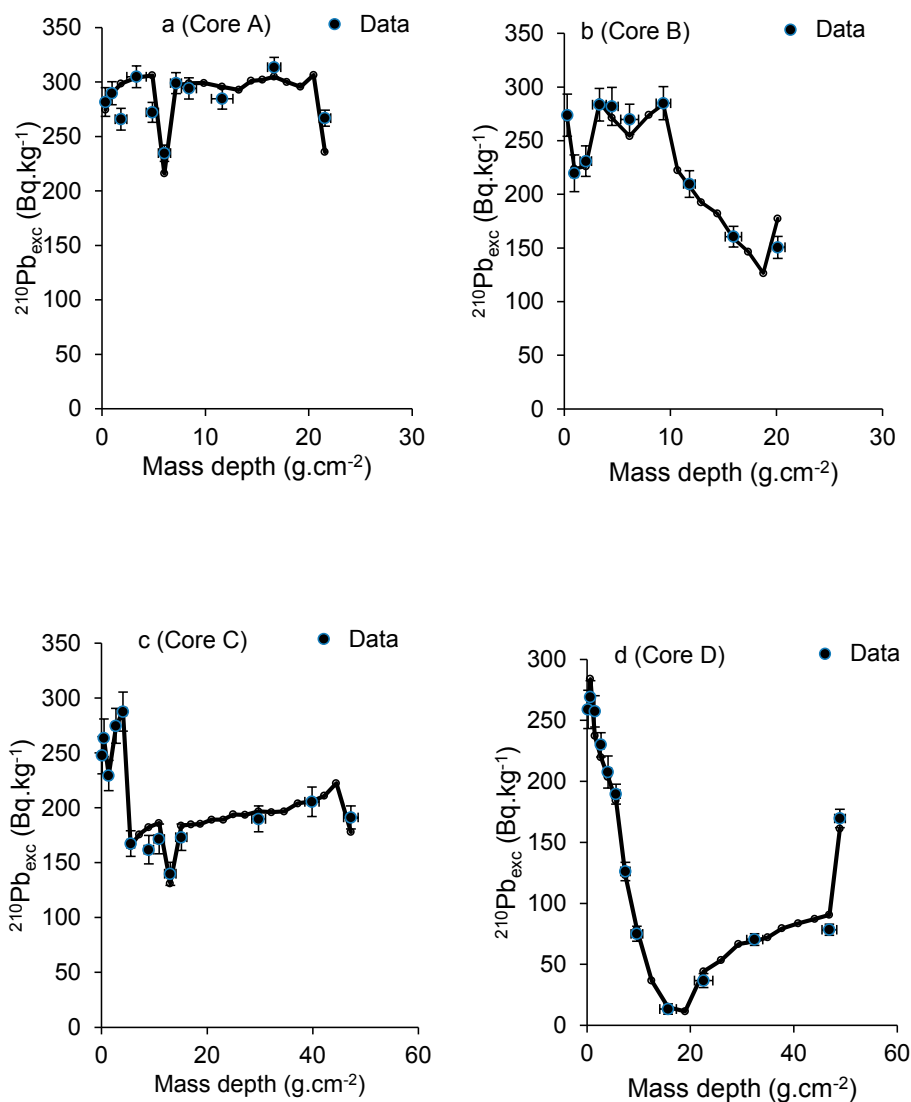 a (Core A) Data
350
300
250
200
150
100
50
0
²¹⁰Pbₑₓ꜀ (Bq.kg⁻¹)
0 10 20 30
Mass depth (g.cm⁻²)
b (Core B) Data
350
300
250
200
150
100
50
0
²¹⁰Pbₑₓ꜀ (Bq.kg⁻¹)
0 10 20 30
Mass depth (g.cm⁻²)
c (Core C) Data
350
300
250
200
150
100
50
0
²¹⁰Pbₑₓ꜀ (Bq.kg⁻¹)
0 20 40 60
Mass depth (g.cm⁻²)
d (Core D) Data
300
250
200
150
100
50
0
²¹⁰Pbₑₓ꜀ (Bq.kg⁻¹)
0 20 40 60
Mass depth (g.cm⁻²)